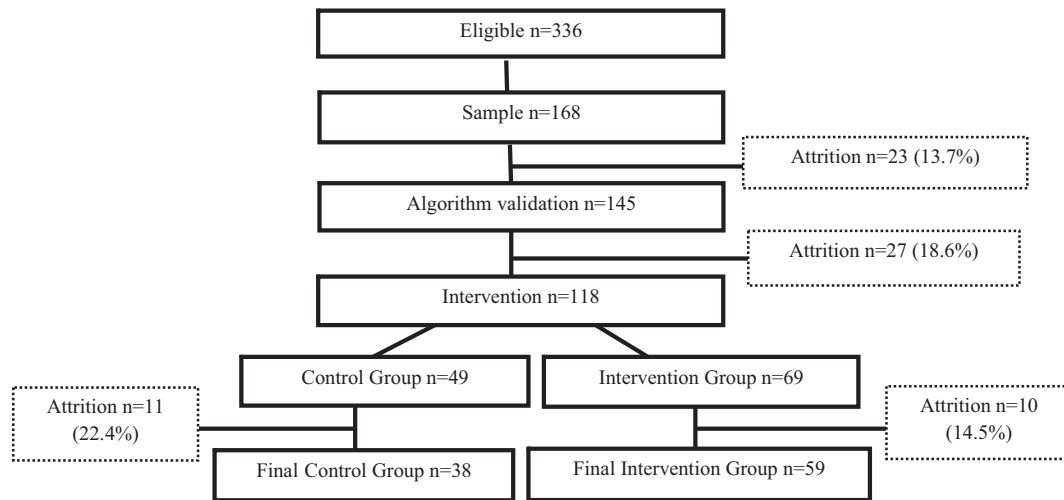 Eligible n=336
Sample n=168
Attrition n=23 (13.7%)
Algorithm validation n=145
Attrition n=27 (18.6%)
Intervention n=118
Control Group n=49
Intervention Group n=69
Attrition n=11
(22.4%)
Attrition n=10
(14.5%)
Final Control Group n=38
Final Intervention Group n=59